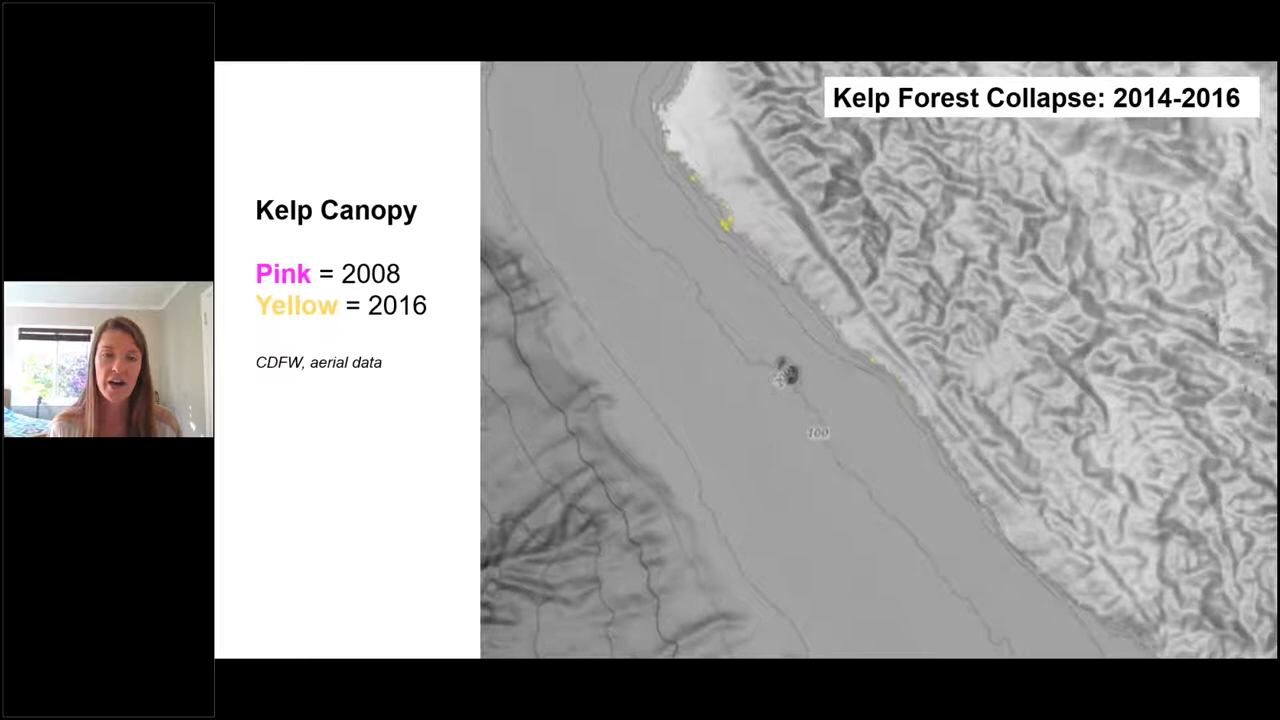 Kelp Forest Collapse: 2014-2016
Kelp Canopy
Pink = 2008
Yellow = 2016
CDFW, aerial data
100